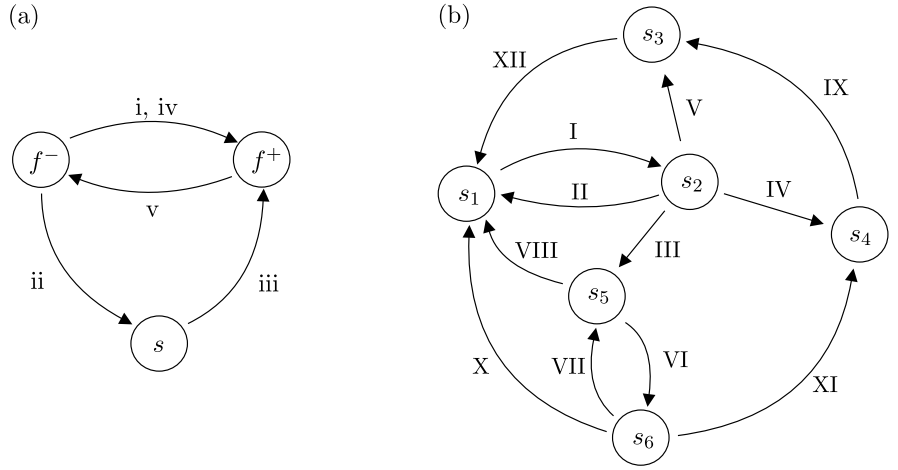 (a)
i, iv
f⁻
f⁺
v
ii
iii
s
(b)
s₃
XII
IX
V
I
s₂
s₁
II
IV
s₄
VIII
III
s₅
X
VII
VI
XI
s₆